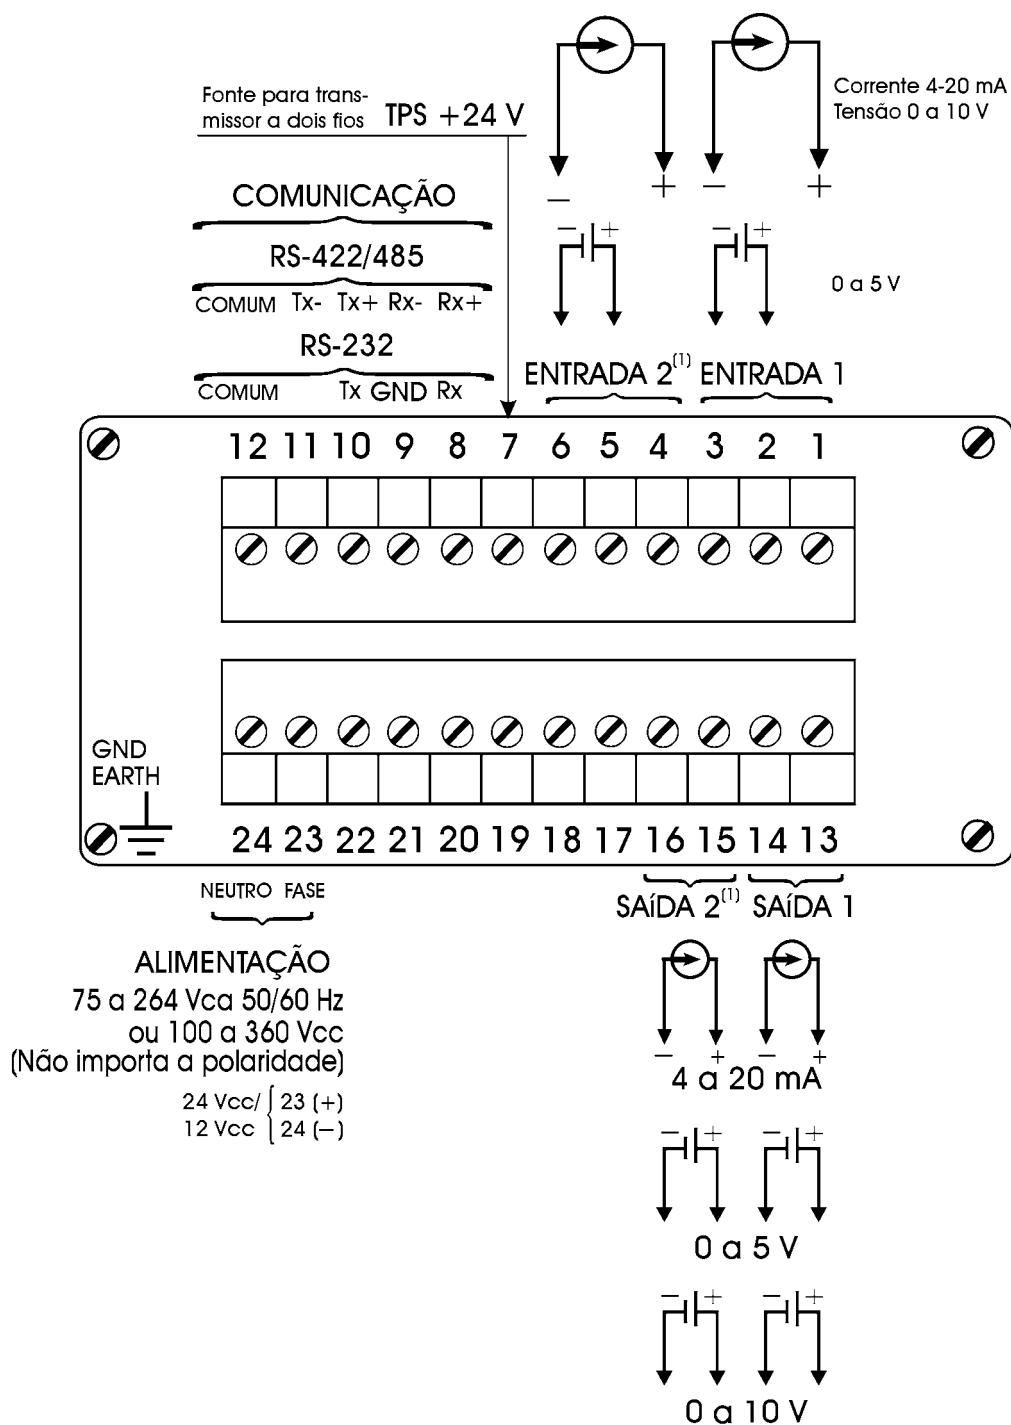 Corrente 4-20 mA
Tensão 0 a 10 V
Fonte para trans-
missor a dois fios TPS +24 V
− + − +
COMUNICAÇÃO
− + − +
RS-422/485
0 a 5 V
COMUM Tx- Tx+ Rx- Rx+
RS-232
ENTRADA 2(1) ENTRADA 1
COMUM Tx GND Rx
12 11 10 9 8 7 6 5 4 3 2 1
GND
EARTH
24 23 22 21 20 19 18 17 16 15 14 13
NEUTRO FASE
SAÍDA 2(1) SAÍDA 1
ALIMENTAÇÃO
75 a 264 Vca 50/60 Hz
ou 100 a 360 Vcc
(Não importa a polaridade)
24 Vcc/ { 23 (+)
12 Vcc { 24 (−)
− + − +
4 a 20 mA
− + − +
0 a 5 V
− + − +
0 a 10 V